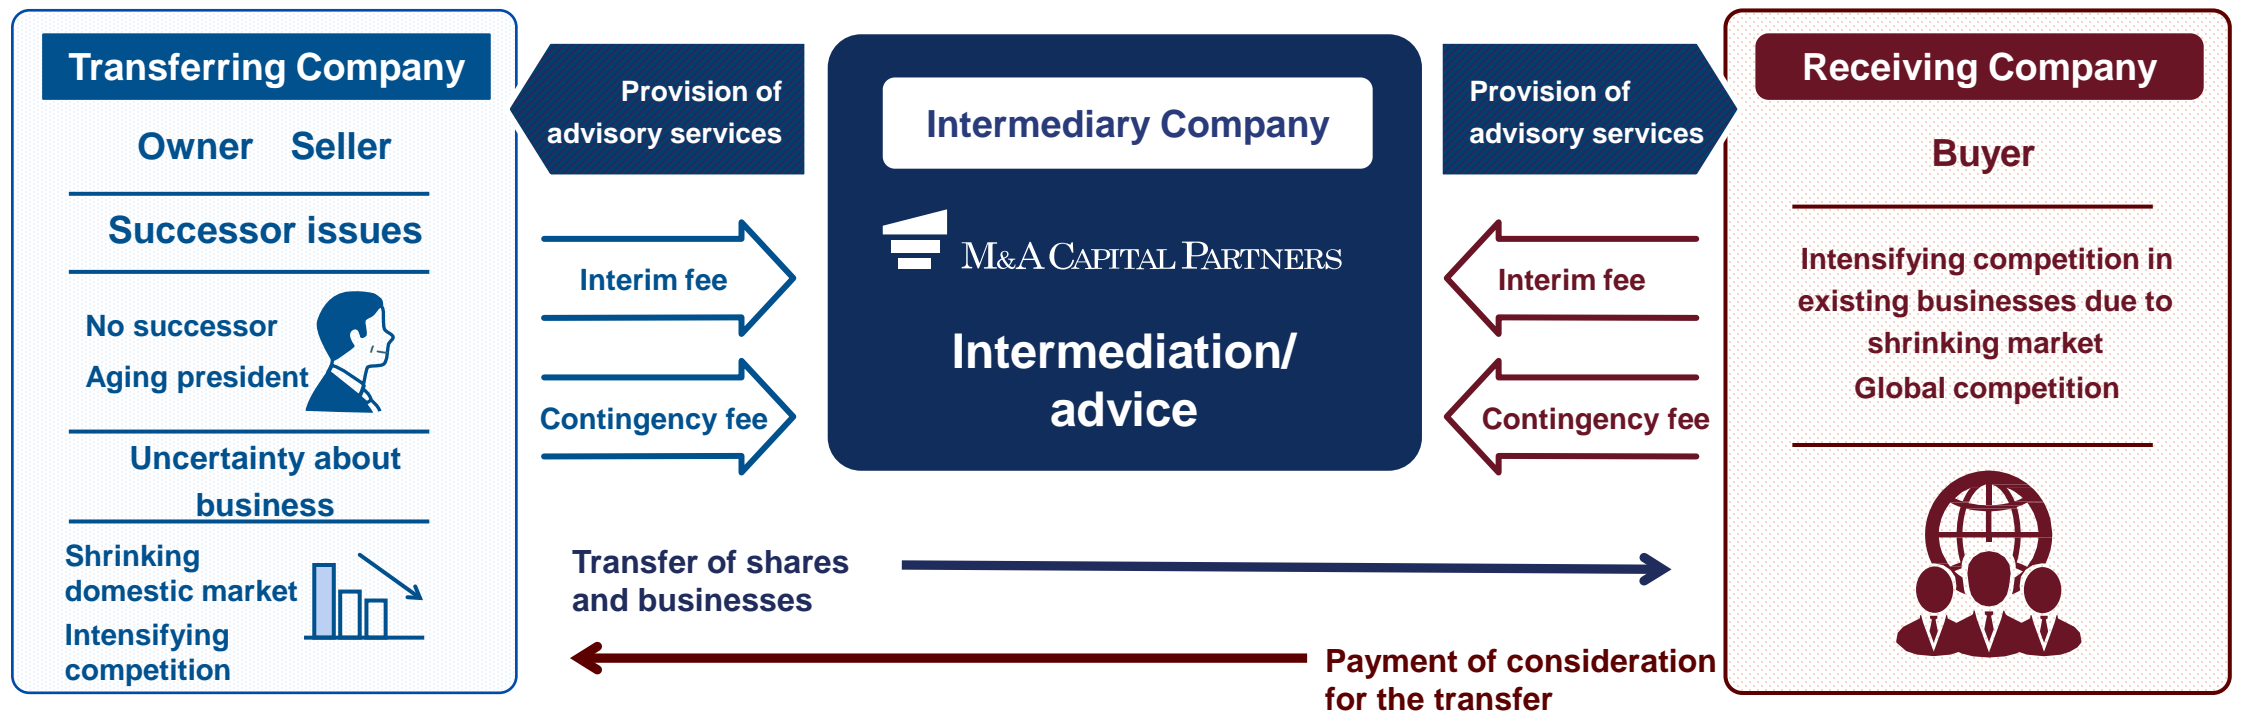 Transferring Company
Owner Seller
Successor issues
No successor
Aging president
Uncertainty about
business
Shrinking
domestic market
Intensifying
competition
Provision of
advisory services
Interim fee
Contingency fee
Intermediary Company
M&A CAPITAL PARTNERS
Intermediation/
advice
Provision of
advisory services
Interim fee
Contingency fee
Transfer of shares
and businesses
Payment of consideration
for the transfer
Receiving Company
Buyer
Intensifying competition in
existing businesses due to
shrinking market
Global competition